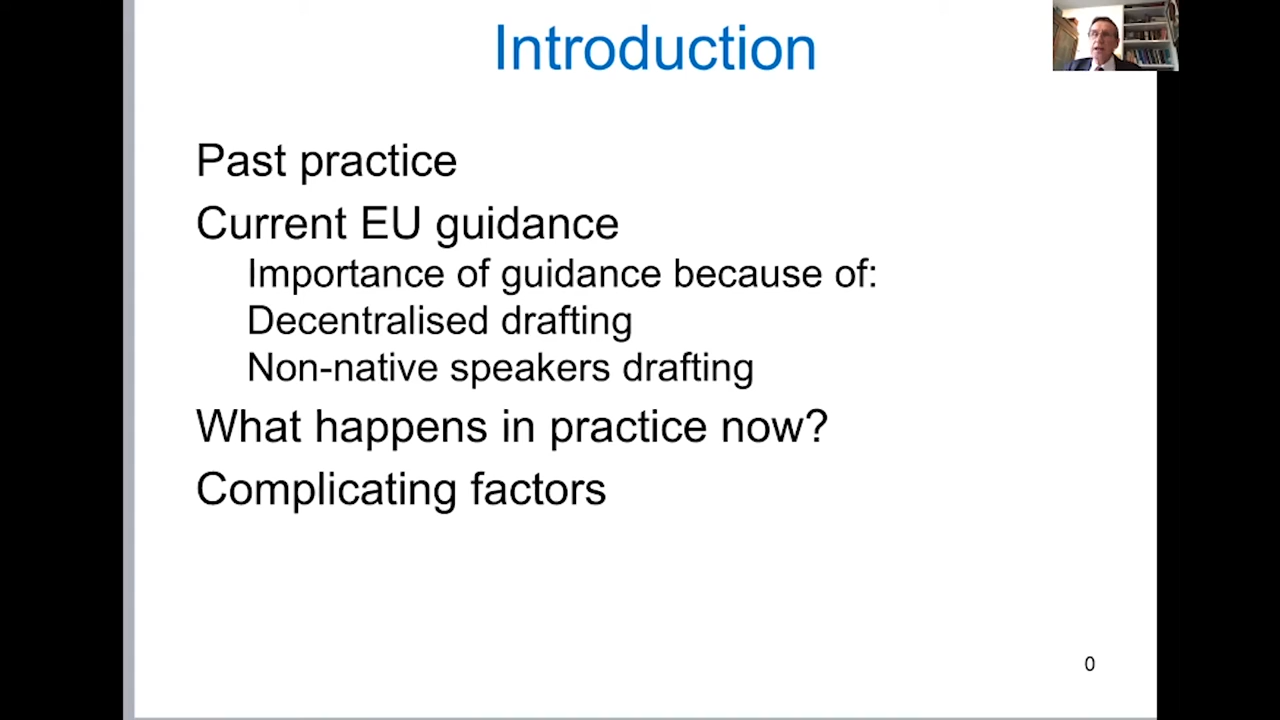 Introduction
Past practice
Current EU guidance
Importance of guidance because of:
Decentralised drafting
Non-native speakers drafting
What happens in practice now?
Complicating factors
0